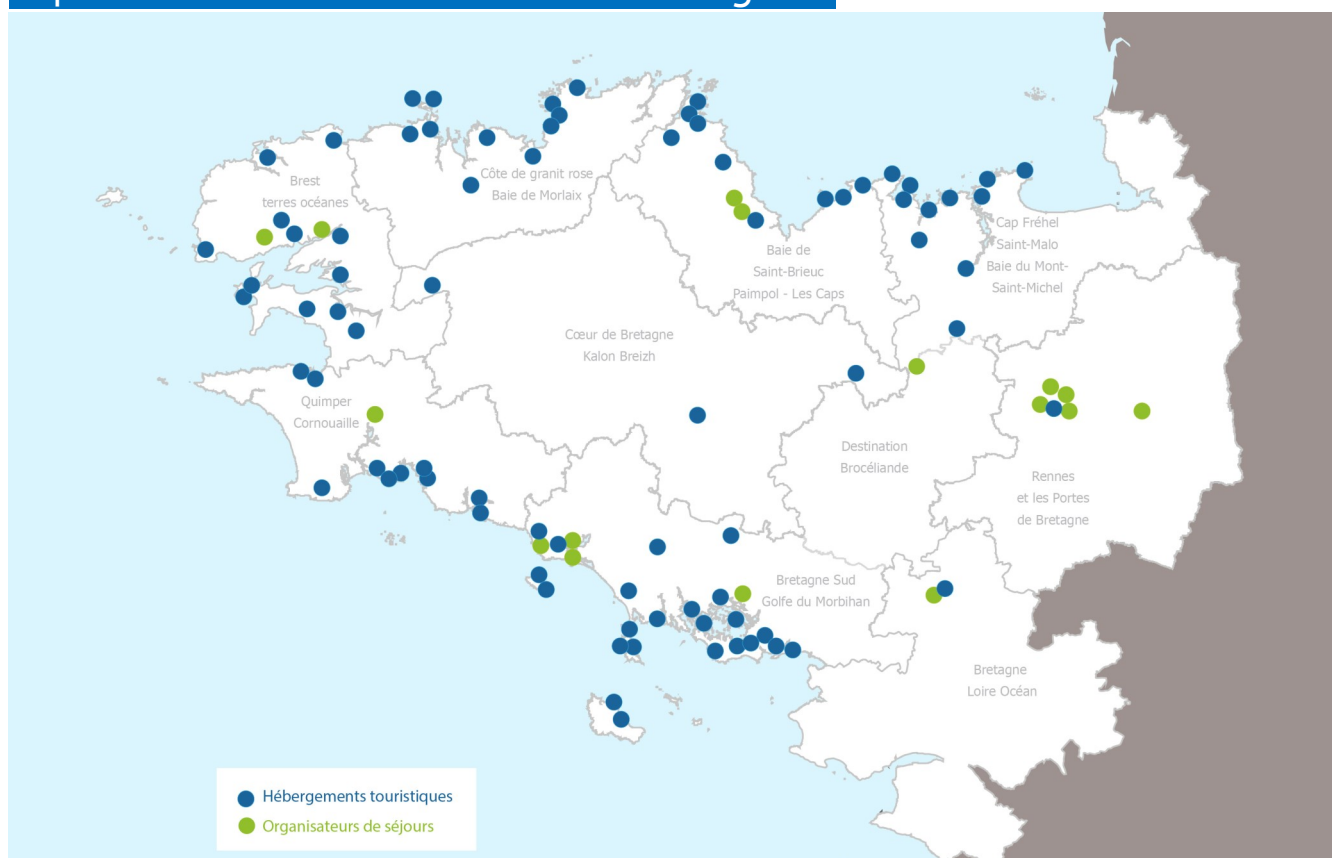 Côte de granit rose
Baie de Morlaix
Brest
terres océanes
Cap Fréhel
Saint-Malo
Baie du Mont-
Saint-Michel
Baie de
Saint-Brieuc
Paimpol - Les Caps
Cœur de Bretagne
Kalon Breizh
Quimper
Cornouaille
Destination
Brocéliande
Rennes
et les Portes
de Bretagne
Bretagne Sud
Golfe du Morbihan
Bretagne
Loire Océan
Hébergements touristiques
Organisateurs de séjours